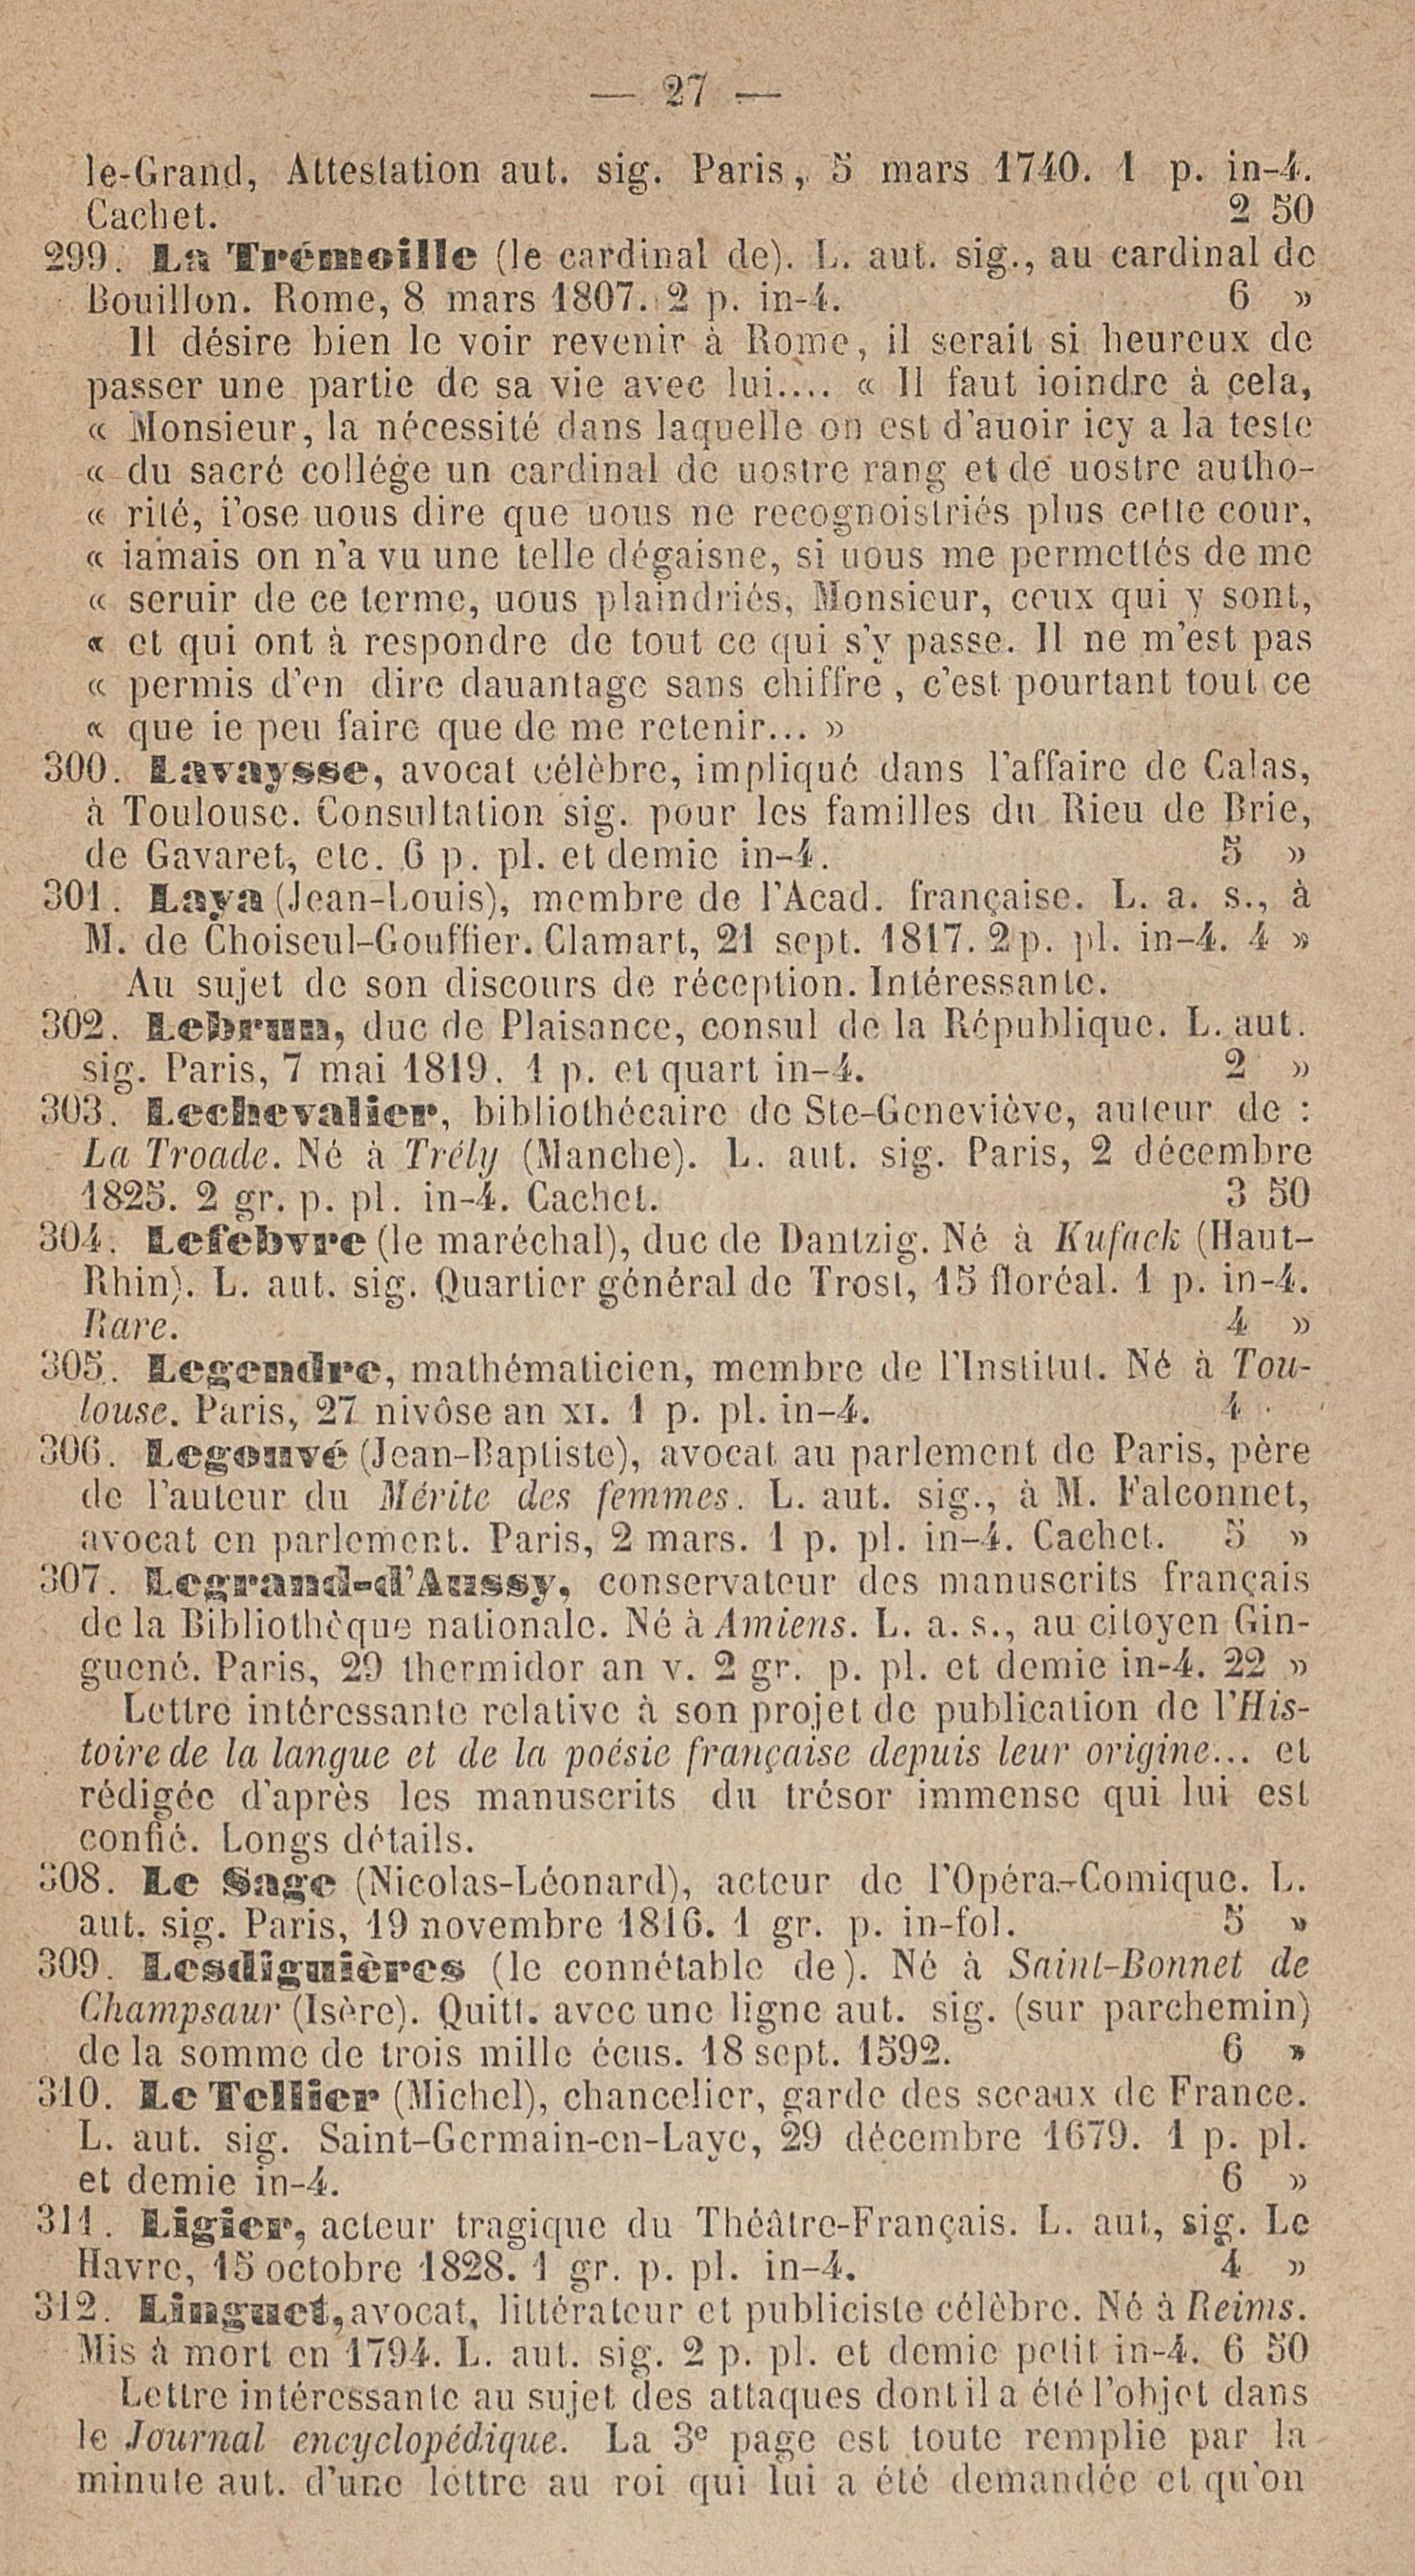 — 27 —
le-Grand, Attestation aut. sig. Paris, 5 mars 1740. 1 p. in-4.
Cachet. 2 50
299. La Trémoille (le cardinal de). L. aut. sig., au cardinal de
Bouillon. Rome, 8 mars 1807. 2 p. in-4. 6 »
Il désire bien le voir revenir à Rome, il serait si heureux de
passer une partie de sa vie avec lui.... « Il faut ioindre à cela,
« Monsieur, la nécessité dans laquelle on est d'auoir icy a la teste
« du sacré collége un cardinal de uostre rang et de uostre autho-
« rité, i'ose uous dire que uous ne recognoistriés plus cette cour,
« iamais on n'a vu une telle dégaisne, si uous me permettés de me
« seruir de ce terme, uous plaindriés, Monsieur, ceux qui y sont,
« et qui ont à respondre de tout ce qui s'y passe. Il ne m'est pas
« permis d'en dire dauantage sans chiffre, c'est pourtant tout ce
« que ie peu faire que de me retenir... »
300. Lavaysse, avocat célèbre, impliqué dans l'affaire de Calas,
à Toulouse. Consultation sig. pour les familles du Rieu de Brie,
de Gavaret, etc. 6 p. pl. et demie in-4. 5 »
301. Laya (Jean-Louis), membre de l'Acad. française. L. a. s., à
M. de Choiseul-Gouffier. Clamart, 21 sept. 1817. 2 p. pl. in-4. 4 »
Au sujet de son discours de réception. Intéressante.
302. Lebrun, duc de Plaisance, consul de la République. L. aut.
sig. Paris, 7 mai 1819. 1 p. et quart in-4. 2 »
303. Lechevalier, bibliothécaire de Ste-Geneviève, auteur de :
La Troade. Né à Trély (Manche). L. aut. sig. Paris, 2 décembre
1825. 2 gr. p. pl. in-4. Cachet. 3 50
304. Lefebvre (le maréchal), duc de Dantzig. Né à Kufack (Haut-
Rhin). L. aut. sig. Quartier général de Trost, 15 floréal. 1 p. in-4.
Rare. 4 »
305. Legendre, mathématicien, membre de l'Institut. Né à Tou-
louse. Paris, 27 nivôse an XI. 1 p. pl. in-4. 4
306. Legouvé (Jean-Baptiste), avocat au parlement de Paris, père
de l'auteur du Mérite des femmes. L. aut. sig., à M. Falconnet,
avocat en parlement. Paris, 2 mars. 1 p. pl. in-4. Cachet. 5 »
307. Legrand-d'Aussy, conservateur des manuscrits français
de la Bibliothèque nationale. Né à Amiens. L. a. s., au citoyen Gin-
guené. Paris, 29 thermidor an V. 2 gr. p. pl. et demie in-4. 22 »
Lettre intéressante relative à son projet de publication de l'His-
toire de la langue et de la poésie française depuis leur origine... et
rédigée d'après les manuscrits du trésor immense qui lui est
confié. Longs détails.
308. Le Sage (Nicolas-Léonard), acteur de l'Opéra-Comique. L.
aut. sig. Paris, 19 novembre 1816. 1 gr. p. in-fol. 5 »
309. Lesdiguières (le connétable de). Né à Saint-Bonnet de
Champsaur (Isère). Quitt. avec une ligne aut. sig. (sur parchemin)
de la somme de trois mille écus. 18 sept. 1592. 6 »
310. Le Tellier (Michel), chancelier, garde des sceaux de France.
L. aut. sig. Saint-Germain-en-Laye, 29 décembre 1679. 1 p. pl.
et demie in-4. 6 »
311. Ligier, acteur tragique du Théâtre-Français. L. aut, sig. Le
Havre, 15 octobre 1828. 1 gr. p. pl. in-4. 4 »
312. Linguet, avocat, littérateur et publiciste célèbre. Né à Reims.
Mis à mort en 1794. L. aut. sig. 2 p. pl. et demie petit in-4. 6 50
Lettre intéressante au sujet des attaques dont il a été l'objet dans
le Journal encyclopédique. La 3e page est toute remplie par la
minute aut. d'une lettre au roi qui lui a été demandée et qu'on